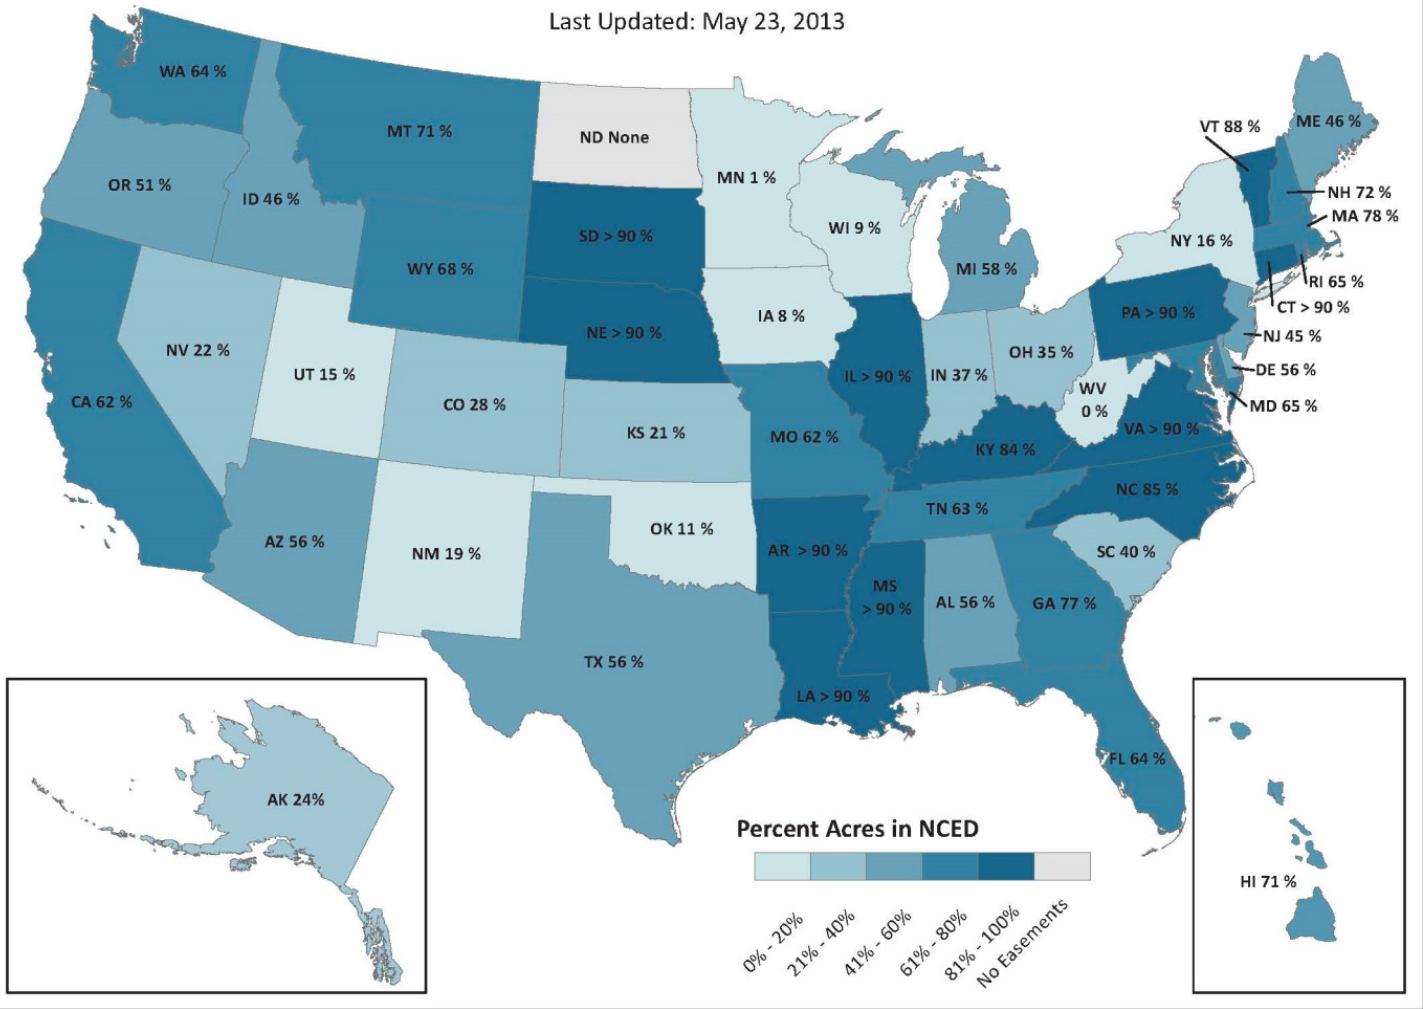 Last Updated: May 23, 2013
WA 64 %
MT 71 %
ND None
MN 1 %
VT 88 %
ME 46 %
OR 51 %
ID 46 %
NH 72 %
MA 78 %
SD > 90 %
WI 9 %
NY 16 %
WY 68 %
MI 58 %
RI 65 %
CT > 90 %
NE > 90 %
IA 8 %
PA > 90 %
NJ 45 %
NV 22 %
OH 35 %
UT 15 %
IL > 90 %
IN 37 %
DE 56 %
CA 62 %
CO 28 %
WV
0 %
MD 65 %
KS 21 %
MO 62 %
KY 84 %
VA > 90 %
NC 85 %
AZ 56 %
NM 19 %
OK 11 %
AR > 90 %
TN 63 %
SC 40 %
MS
> 90 %
AL 56 %
GA 77 %
TX 56 %
LA > 90 %
FL 64 %
AK 24%
HI 71 %
Percent Acres in NCED
0% - 20%
21% - 40%
41% - 60%
61% - 80%
81% - 100%
No Easements